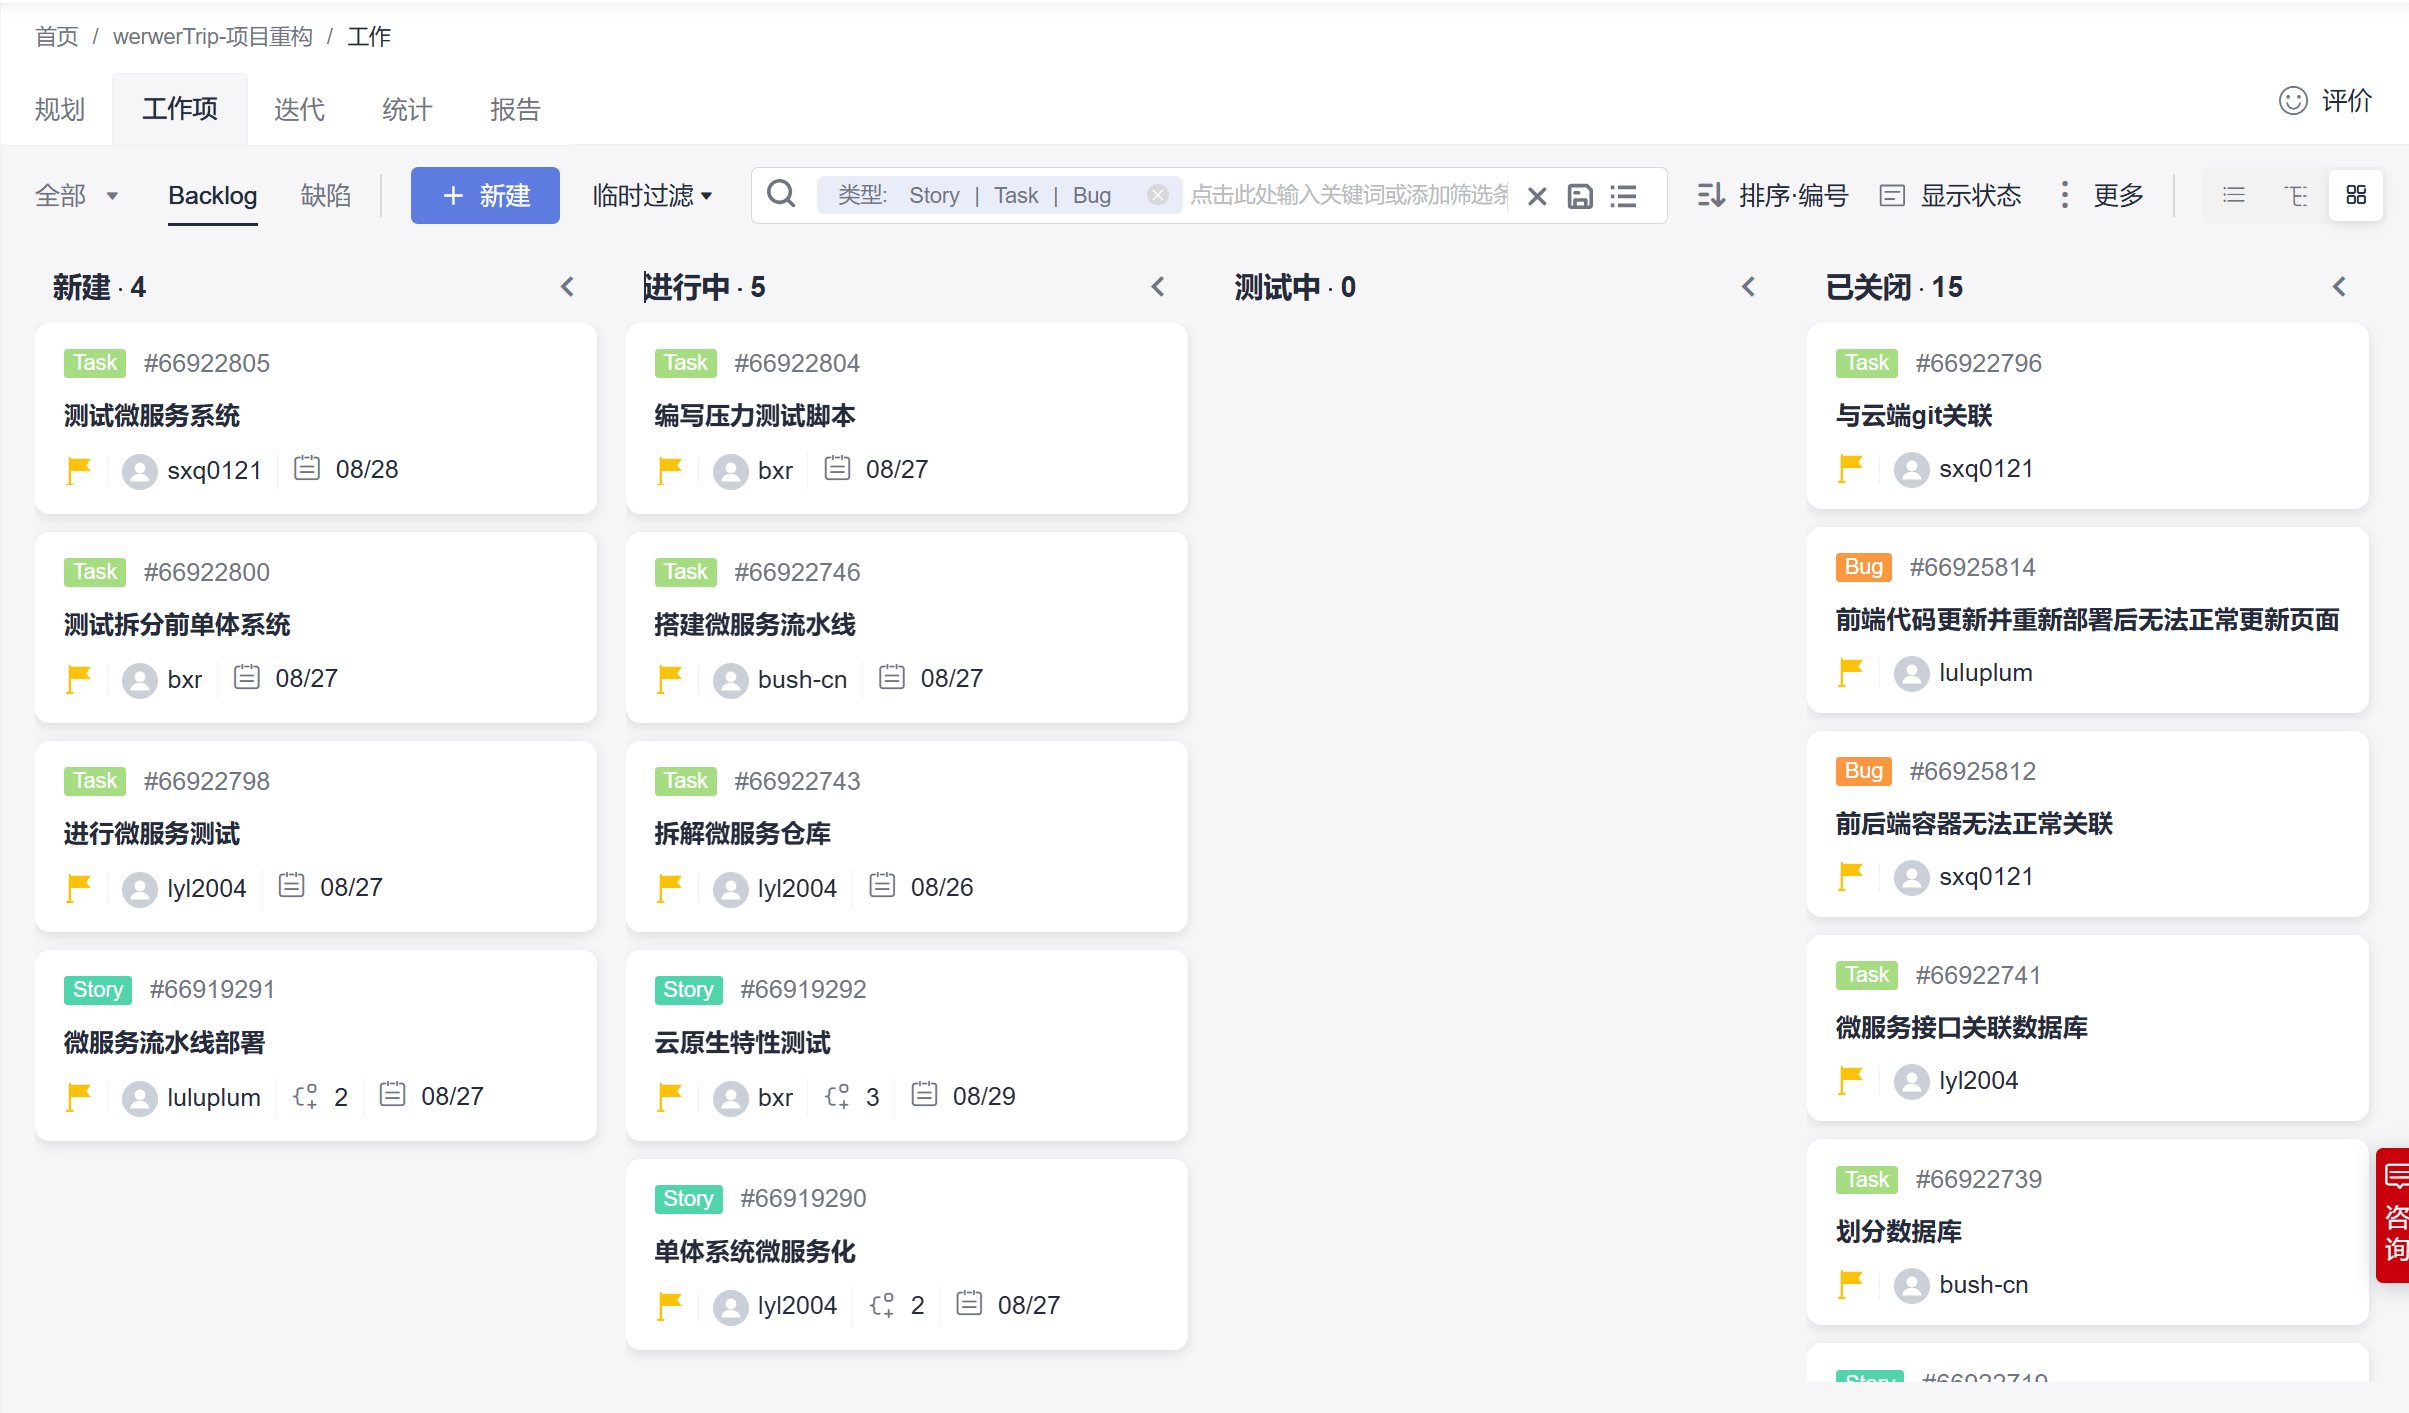 首页 / werwerTrip-项目重构 / 工作
规划 工作项 迭代 统计 报告
评价
全部 Backlog 缺陷 + 新建 临时过滤 类型: Story | Task | Bug 点击此处输入关键词或添加筛选条 排序·编号 显示状态 更多
新建 · 4
Task #66922805
测试微服务系统
sxq0121 08/28
Task #66922800
测试拆分前单体系统
bxr 08/27
Task #66922798
进行微服务测试
lyl2004 08/27
Story #66919291
微服务流水线部署
luluplum 2 08/27
进行中 · 5
Task #66922804
编写压力测试脚本
bxr 08/27
Task #66922746
搭建微服务流水线
bush-cn 08/27
Task #66922743
拆解微服务仓库
lyl2004 08/26
Story #66919292
云原生特性测试
bxr 3 08/29
Story #66919290
单体系统微服务化
lyl2004 2 08/27
测试中 · 0
已关闭 · 15
Task #66922796
与云端git关联
sxq0121
Bug #66925814
前端代码更新并重新部署后无法正常更新页面
luluplum
Bug #66925812
前后端容器无法正常关联
sxq0121
Task #66922741
微服务接口关联数据库
lyl2004
Task #66922739
划分数据库
bush-cn
Story #66922719
咨
询